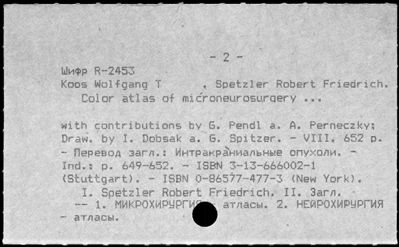 - 2 -
Шифр R-2453
Koos Wolfgang T , Spetzler Robert Friedrich.
Color atlas of microneurosurgery ...
with contributions by G. Pendl a. A. Perneczky;
Draw. by I. Dobsak a. G. Spitzer. - VIII, 652 p.
- Перевод загл.: Интракраниальные опухоли. -
Ind.: p. 649-652. - ISBN 3-13-666002-1
(Stuttgart). - ISBN 0-86577-477-3 (New York).
I. Spetzler Robert Friedrich. II. Загл.
-- 1. МИКРОХИРУРГИЯ - атласы. 2. НЕЙРОХИРУРГИЯ
- атласы.